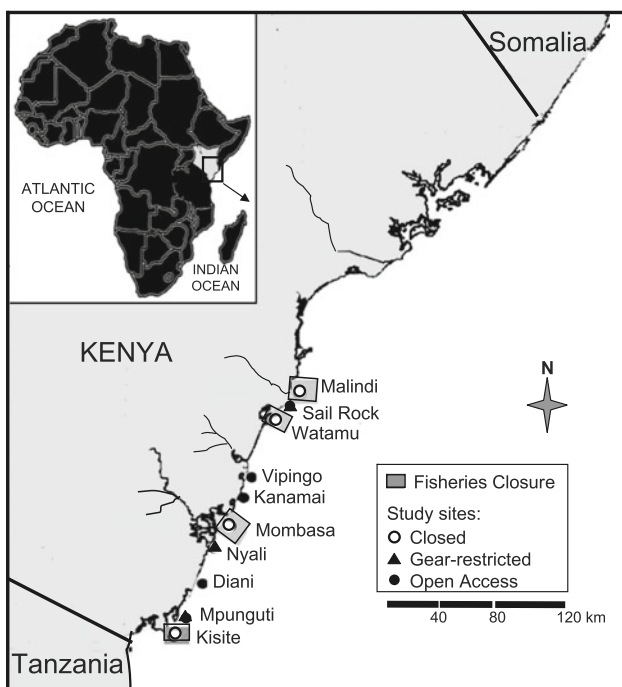 Somalia
ATLANTIC
OCEAN
INDIAN
OCEAN
KENYA
N
Malindi
Sail Rock
Watamu
Vipingo
Kanamai
Mombasa
Nyali
Diani
Mpunguti
Kisite
Tanzania
Fisheries Closure
Study sites:
Closed
Gear-restricted
Open Access
40 80 120 km